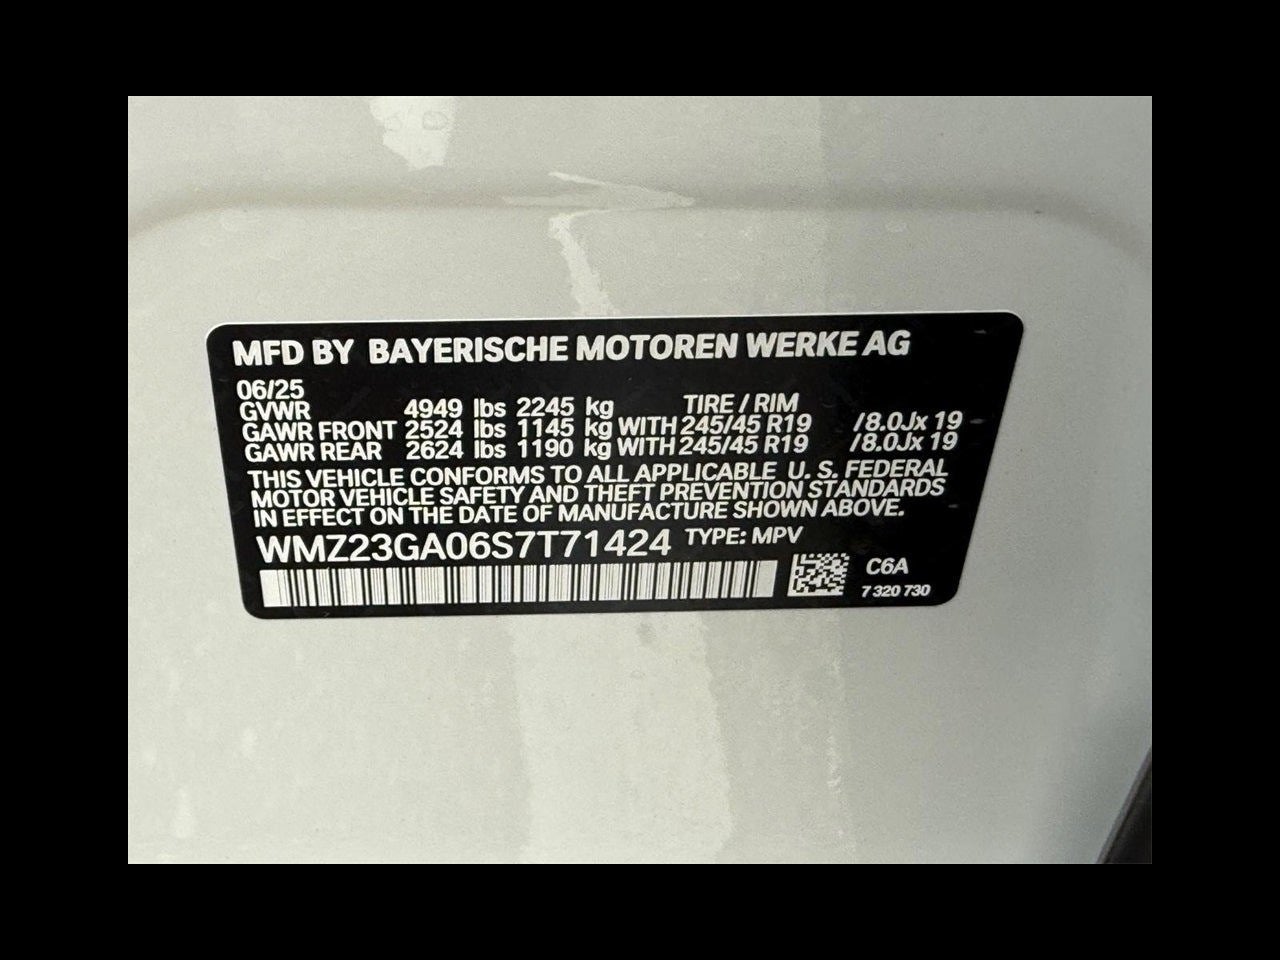 MFD BY BAYERISCHE MOTOREN WERKE AG
06/25
GVWR 4949 lbs 2245 kg TIRE / RIM
GAWR FRONT 2524 lbs 1145 kg WITH 245/45 R19 /8.0Jx 19
GAWR REAR 2624 lbs 1190 kg WITH 245/45 R19 /8.0Jx 19
THIS VEHICLE CONFORMS TO ALL APPLICABLE U. S. FEDERAL
MOTOR VEHICLE SAFETY AND THEFT PREVENTION STANDARDS
IN EFFECT ON THE DATE OF MANUFACTURE SHOWN ABOVE.
WMZ23GA06S7T71424 TYPE: MPV
C6A
7 320 730